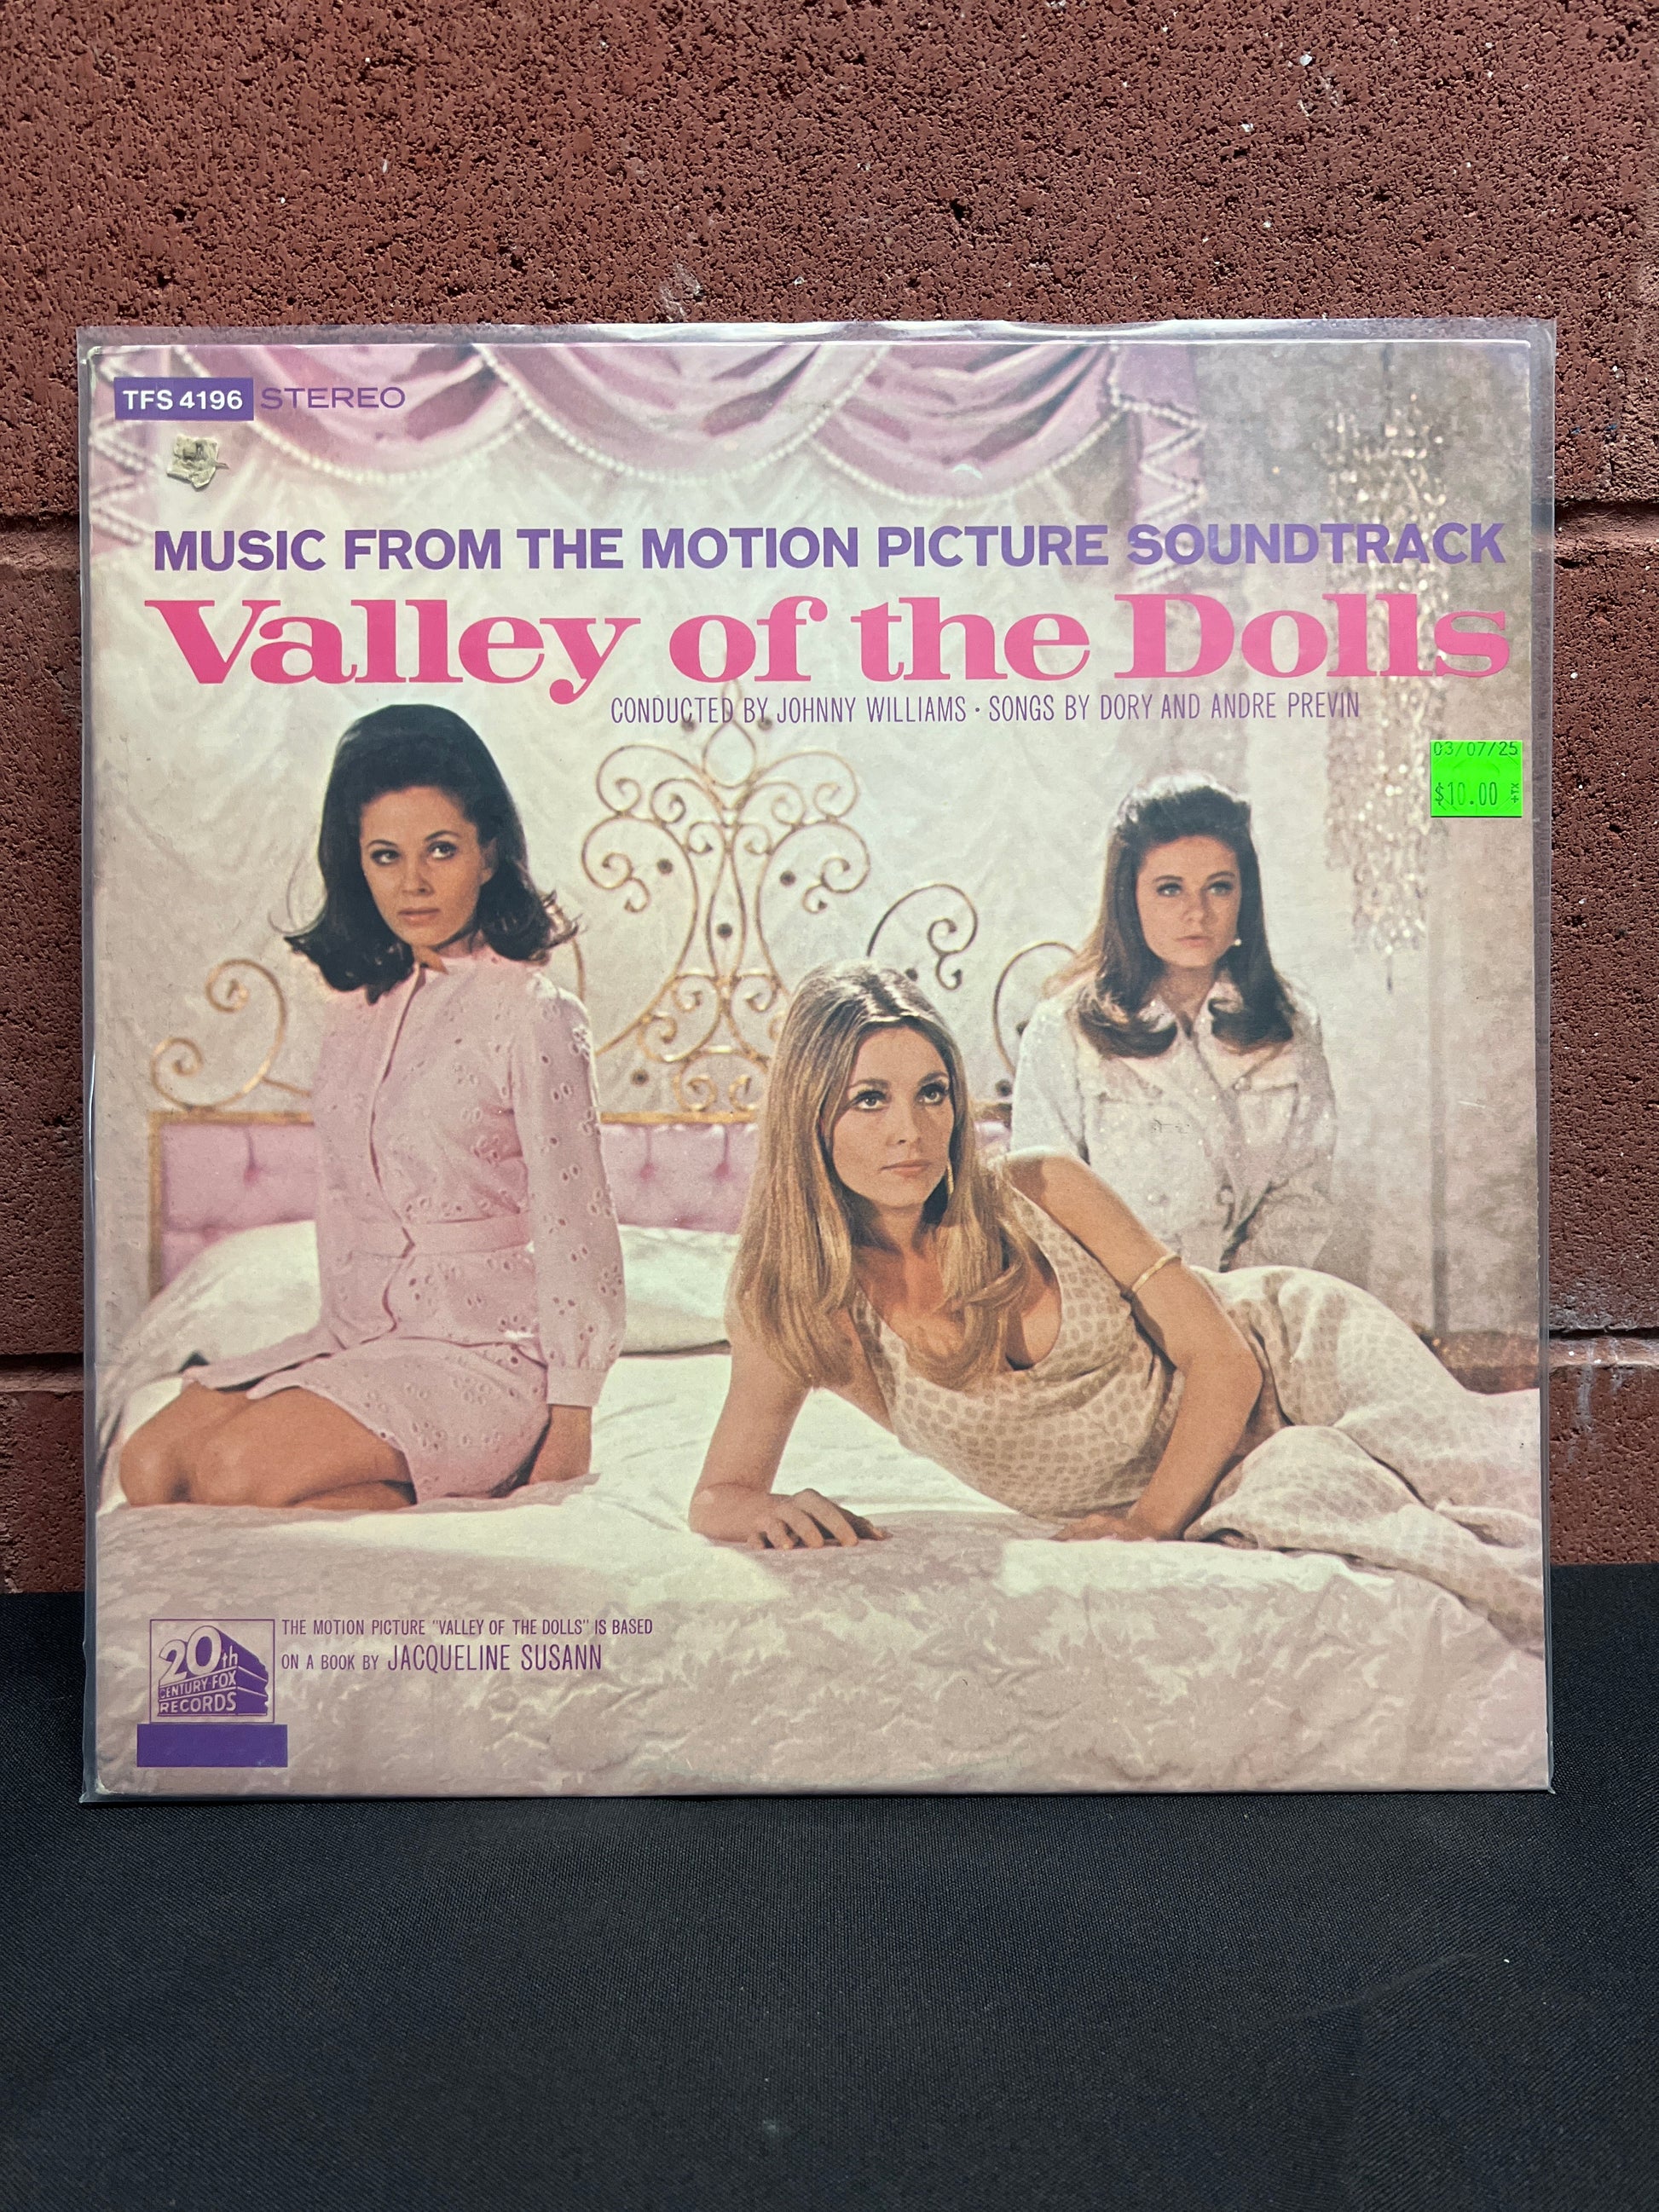 TFS 4196 STEREO
MUSIC FROM THE MOTION PICTURE SOUNDTRACK
Valley of the Dolls
CONDUCTED BY JOHNNY WILLIAMS · SONGS BY DORY AND ANDRE PREVIN
03/07/25
$10.00 +TX
THE MOTION PICTURE "VALLEY OF THE DOLLS" IS BASED
ON A BOOK BY JACQUELINE SUSANN
20th
CENTURY FOX
RECORDS